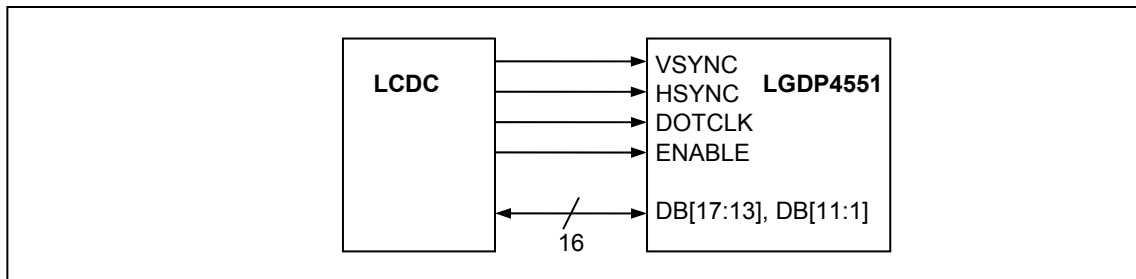 LCDC
VSYNC
LGDP4551
HSYNC
DOTCLK
ENABLE
DB[17:13], DB[11:1]
16